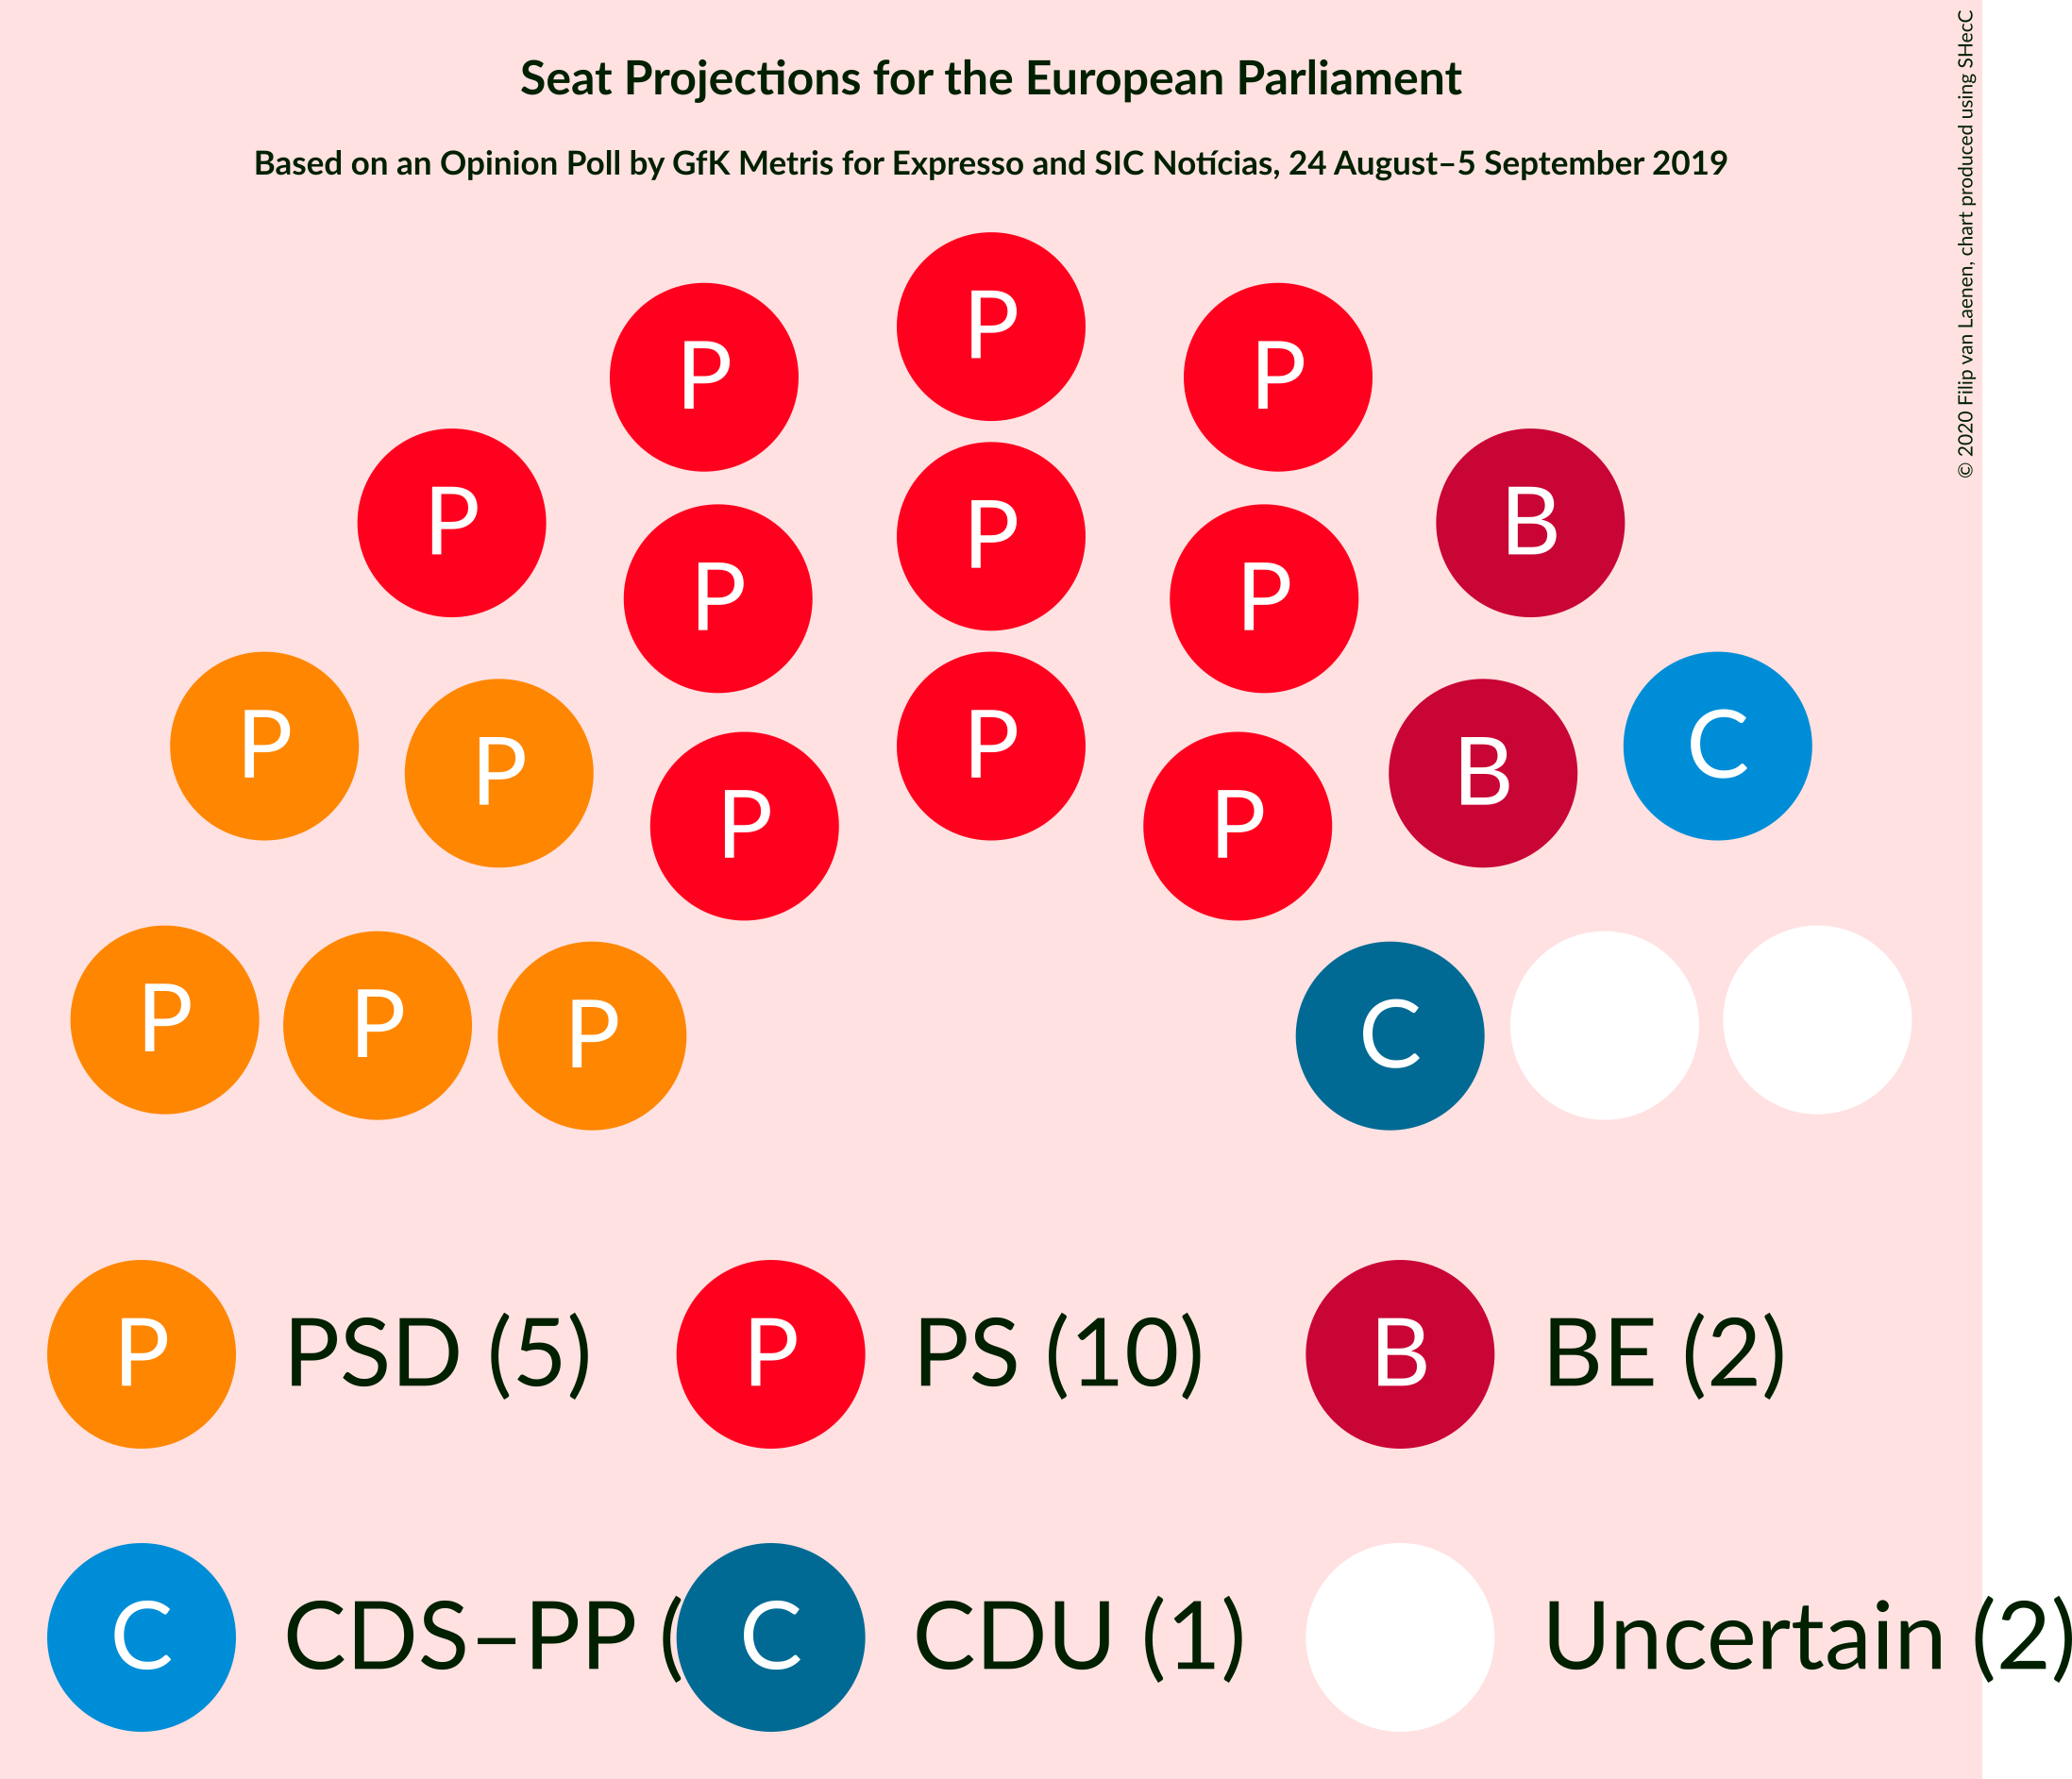 Seat Projections for the European Parliament
Based on an Opinion Poll by GfK Metris for Expresso and SIC Notícias, 24 August–5 September 2019
© 2020 Filip van Laenen, chart produced using SHecC
P
P P
P B
P
P P
P C
P P B
P
P P
P P
P P C
P PSD (5) P PS (10) B BE (2)
C CDS–PP ( C CDU (1) Uncertain (2)